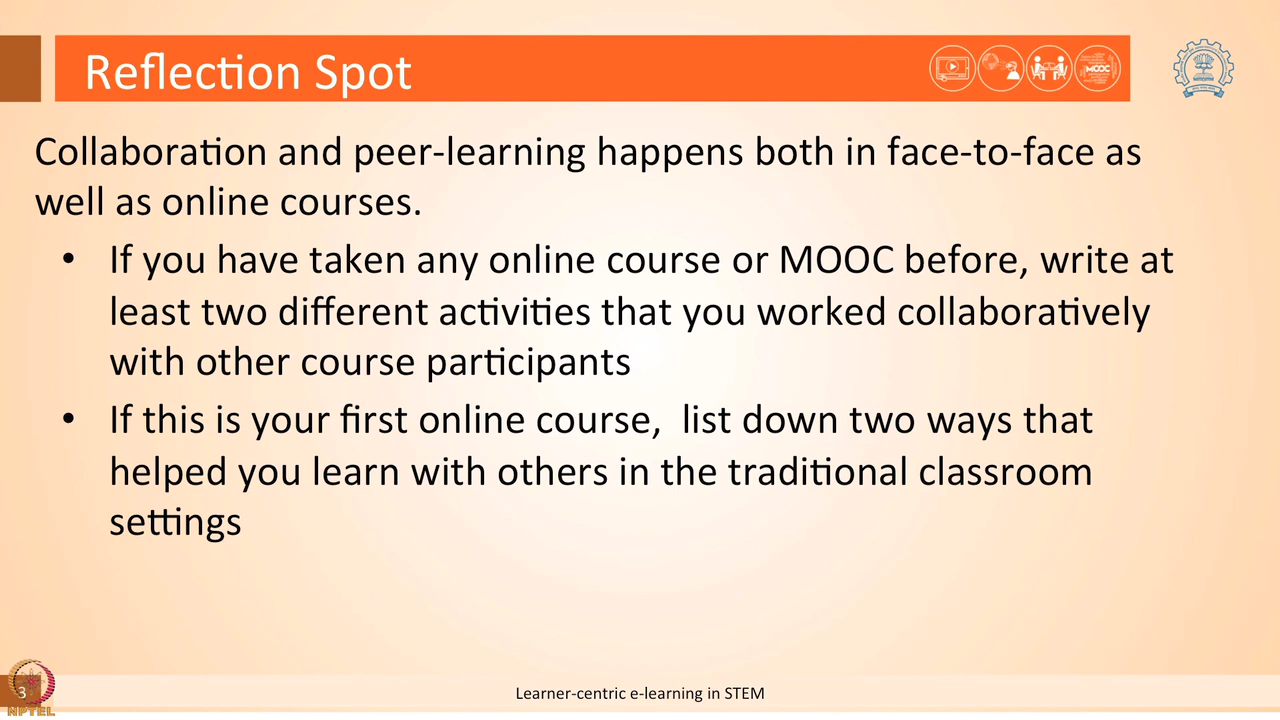 Reflection Spot
MOOC
Collaboration and peer-learning happens both in face-to-face as
well as online courses.
• If you have taken any online course or MOOC before, write at
least two different activities that you worked collaboratively
with other course participants
• If this is your first online course,  list down two ways that
helped you learn with others in the traditional classroom
settings
3
NPTEL
Learner-centric e-learning in STEM